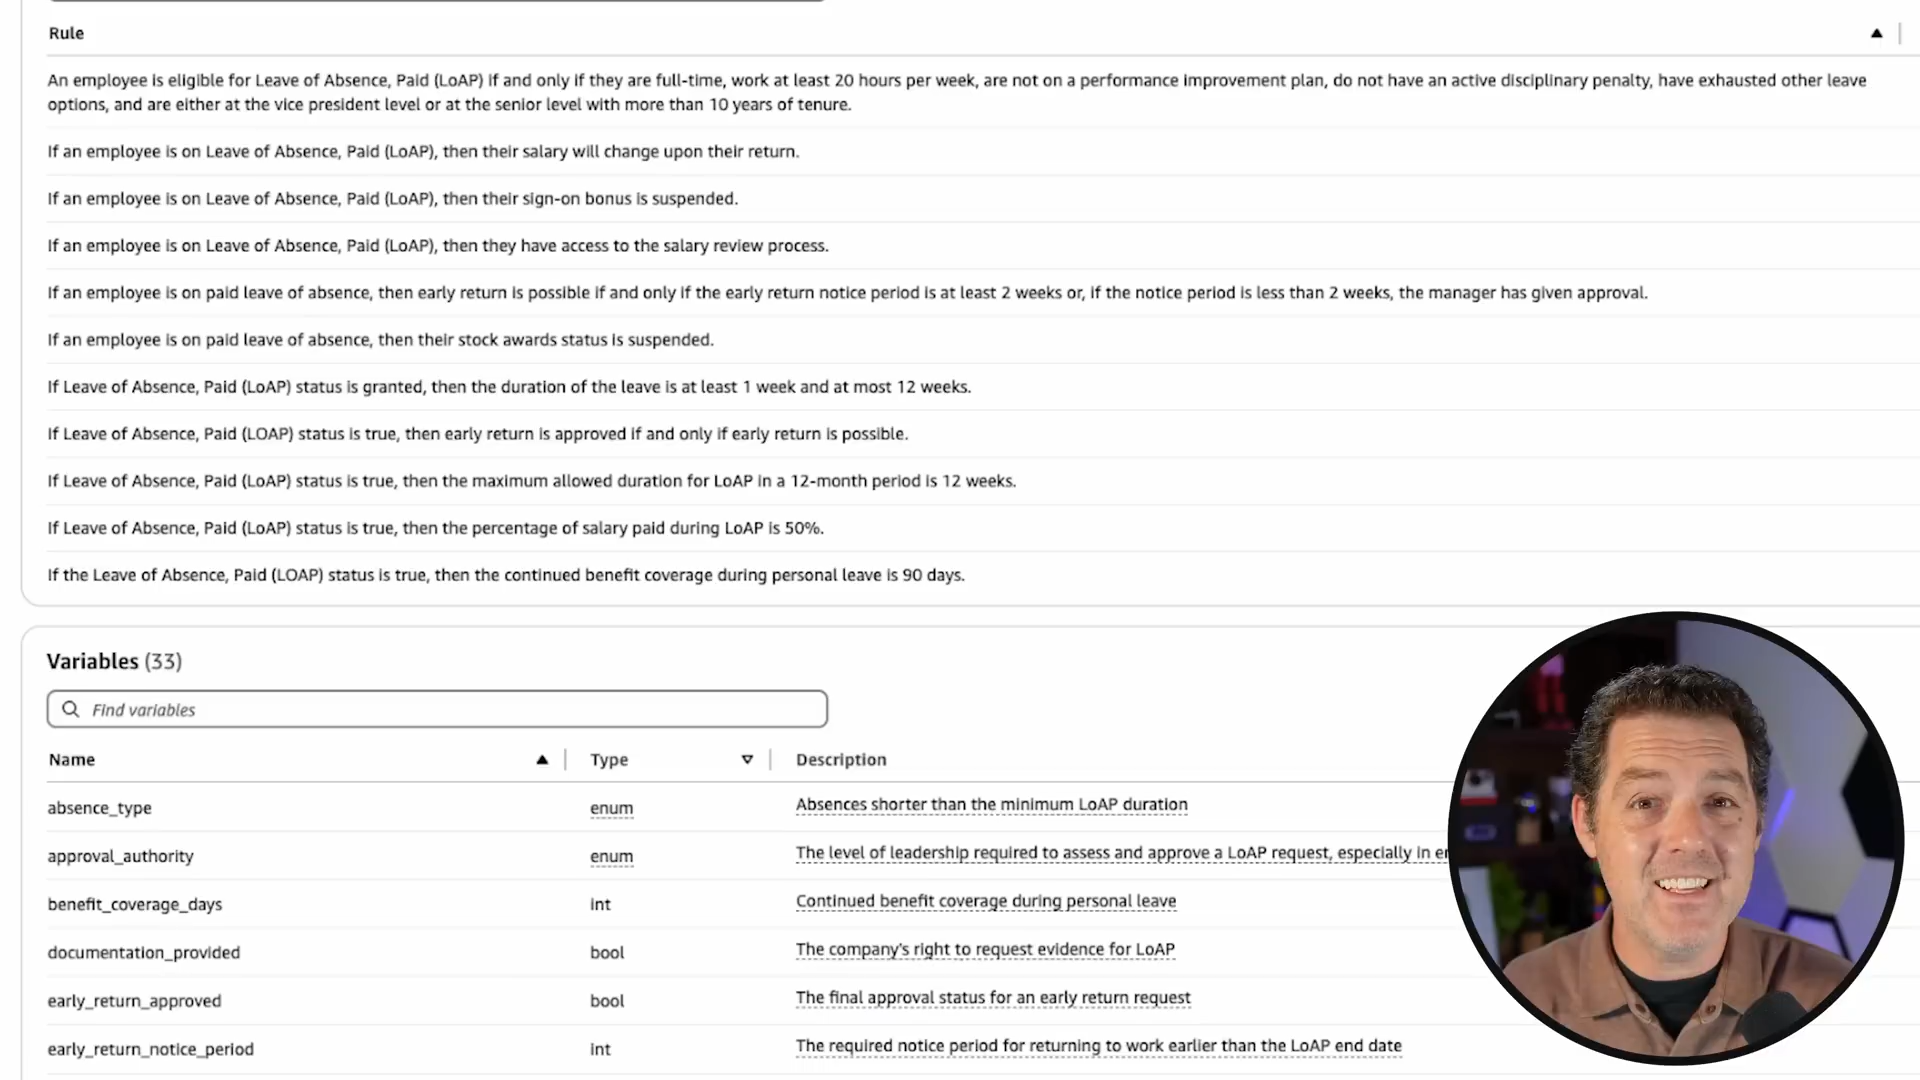 Rule
An employee is eligible for Leave of Absence, Paid (LoAP) if and only if they are full-time, work at least 20 hours per week, are not on a performance improvement plan, do not have an active disciplinary penalty, have exhausted other leave
options, and are either at the vice president level or at the senior level with more than 10 years of tenure.
If an employee is on Leave of Absence, Paid (LoAP), then their salary will change upon their return.
If an employee is on Leave of Absence, Paid (LoAP), then their sign-on bonus is suspended.
If an employee is on Leave of Absence, Paid (LoAP), then they have access to the salary review process.
If an employee is on paid leave of absence, then early return is possible if and only if the early return notice period is at least 2 weeks or, if the notice period is less than 2 weeks, the manager has given approval.
If an employee is on paid leave of absence, then their stock awards status is suspended.
If Leave of Absence, Paid (LoAP) status is granted, then the duration of the leave is at least 1 week and at most 12 weeks.
If Leave of Absence, Paid (LOAP) status is true, then early return is approved if and only if early return is possible.
If Leave of Absence, Paid (LoAP) status is true, then the maximum allowed duration for LoAP in a 12-month period is 12 weeks.
If Leave of Absence, Paid (LoAP) status is true, then the percentage of salary paid during LoAP is 50%.
If the Leave of Absence, Paid (LOAP) status is true, then the continued benefit coverage during personal leave is 90 days.
Variables (33)
Find variables
Name Type Description
absence_type enum Absences shorter than the minimum LoAP duration
approval_authority enum The level of leadership required to assess and approve a LoAP request, especially in
benefit_coverage_days int Continued benefit coverage during personal leave
documentation_provided bool The company's right to request evidence for LoAP
early_return_approved bool The final approval status for an early return request
early_return_notice_period int The required notice period for returning to work earlier than the LoAP end date